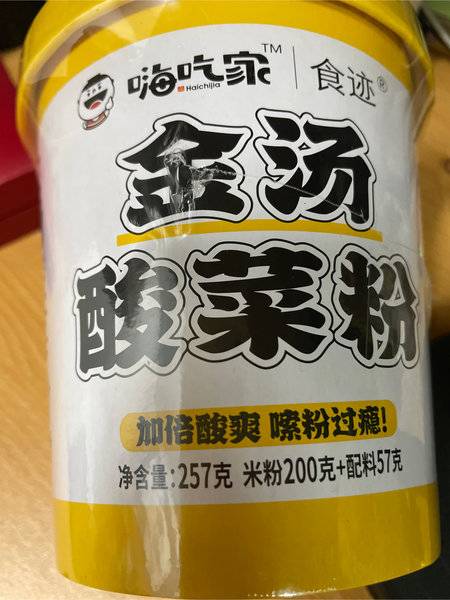 嗨吃家™ 食迹®
Haichijia
金汤
酸菜粉
加倍酸爽 嗦粉过瘾!
净含量:257克 米粉200克+配料57克